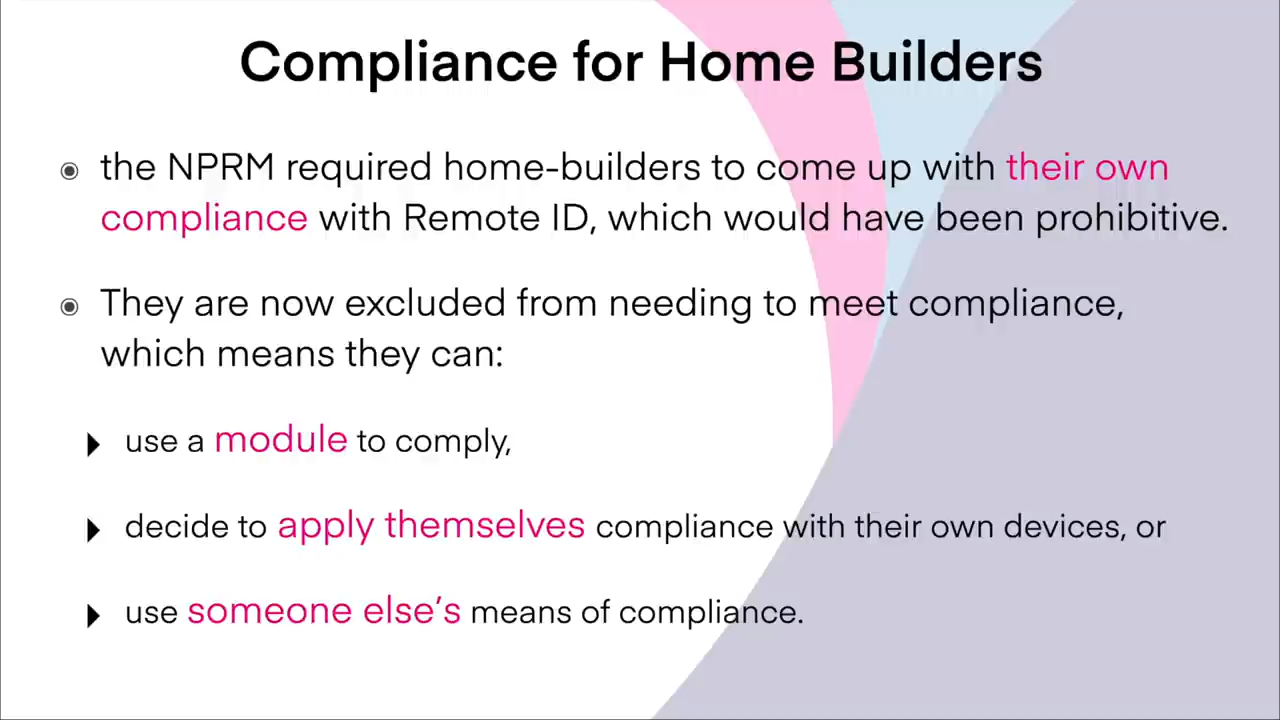 Compliance for Home Builders
the NPRM required home-builders to come up with their own
compliance with Remote ID, which would have been prohibitive.
They are now excluded from needing to meet compliance,
which means they can:
use a module to comply,
decide to apply themselves compliance with their own devices, or
use someone else's means of compliance.